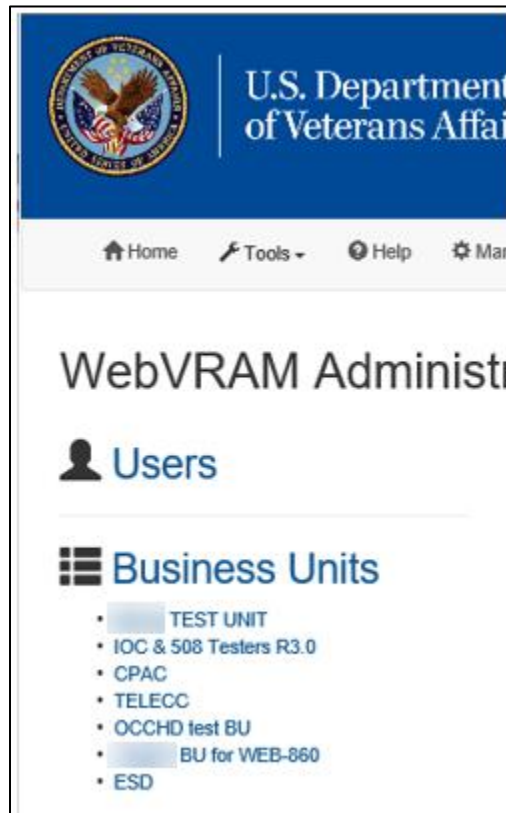 U.S. Department
of Veterans Affai
Home Tools Help Mar
WebVRAM Administr
Users
Business Units
TEST UNIT
IOC & 508 Testers R3.0
CPAC
TELECC
OCCHD test BU
BU for WEB-860
ESD